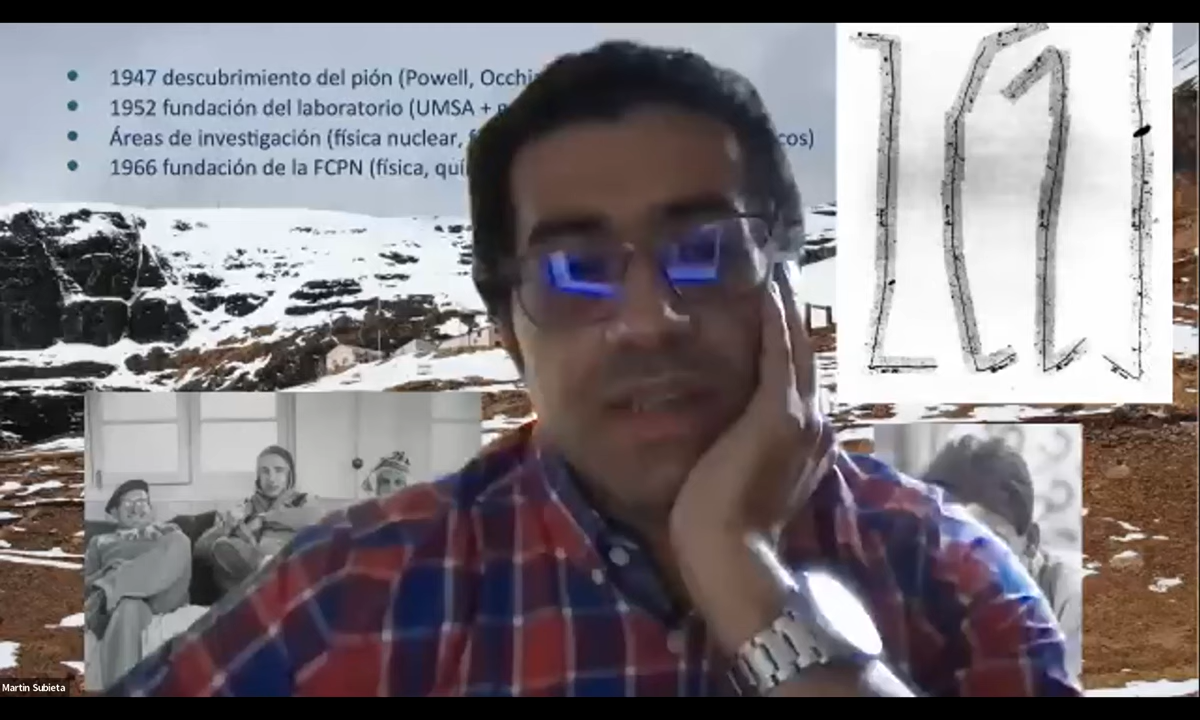 1947 descubrimiento del pión (Powell, Occhi
1952 fundación del laboratorio (UMSA +
Áreas de investigación (física nuclear, cos)
1966 fundación de la FCPN (física, quí
Martin Subieta